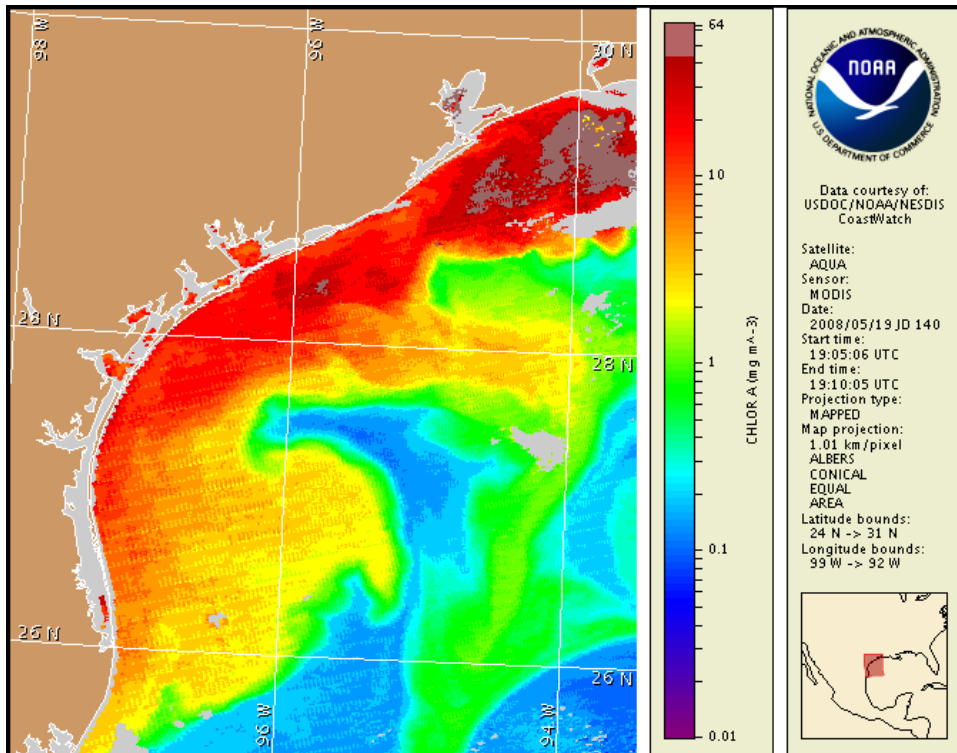 98 W
96 W
30 N
28 N
28 N
26 N
26 N
96 W
94 W
64
10
1
0.1
0.01
CHLOR A (mg m^-3)
NATIONAL OCEANIC AND ATMOSPHERIC ADMINISTRATION
NOAA
U.S. DEPARTMENT OF COMMERCE
Data courtesy of:
USDOC/NOAA/NESDIS
CoastWatch
Satellite:
AQUA
Sensor:
MODIS
Date:
2008/05/19 JD 140
Start time:
19:05:06 UTC
End time:
19:10:05 UTC
Projection type:
MAPPED
Map projection:
1.01 km/pixel
ALBERS
CONICAL
EQUAL
AREA
Latitude bounds:
24 N -> 31 N
Longitude bounds:
99 W -> 92 W